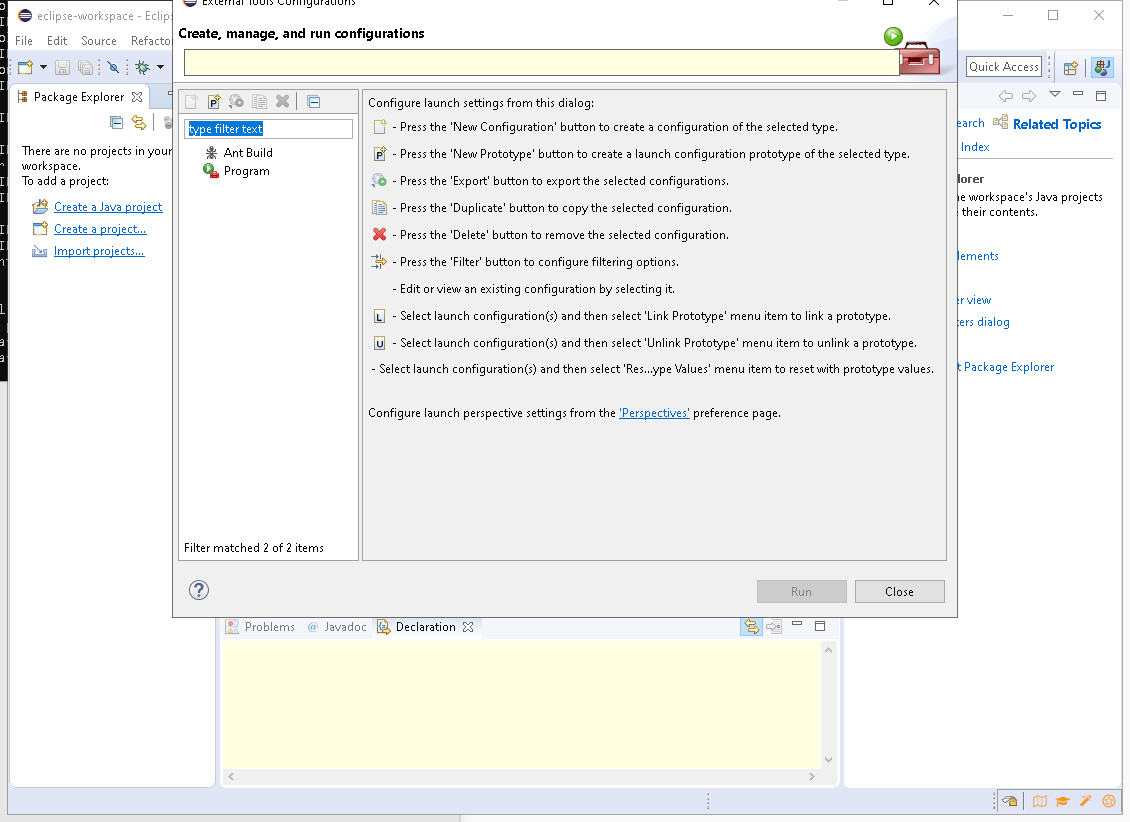 eclipse-workspace - Eclip
External Tools Configurations
File Edit Source Refacto
Create, manage, and run configurations
Quick Access
Package Explorer
type filter text
Ant Build
Program
Filter matched 2 of 2 items
There are no projects in your
workspace.
To add a project:
Create a Java project
Create a project...
Import projects...
Configure launch settings from this dialog:
- Press the 'New Configuration' button to create a configuration of the selected type.
P - Press the 'New Prototype' button to create a launch configuration prototype of the selected type.
- Press the 'Export' button to export the selected configurations.
- Press the 'Duplicate' button to copy the selected configuration.
- Press the 'Delete' button to remove the selected configuration.
- Press the 'Filter' button to configure filtering options.
- Edit or view an existing configuration by selecting it.
L - Select launch configuration(s) and then select 'Link Prototype' menu item to link a prototype.
U - Select launch configuration(s) and then select 'Unlink Prototype' menu item to unlink a prototype.
- Select launch configuration(s) and then select 'Res...ype Values' menu item to reset with prototype values.
Configure launch perspective settings from the 'Perspectives' preference page.
? Run Close
earch Related Topics
Index
lorer
e workspace's Java projects
their contents.
lements
er view
ters dialog
t Package Explorer
Problems @ Javadoc Declaration